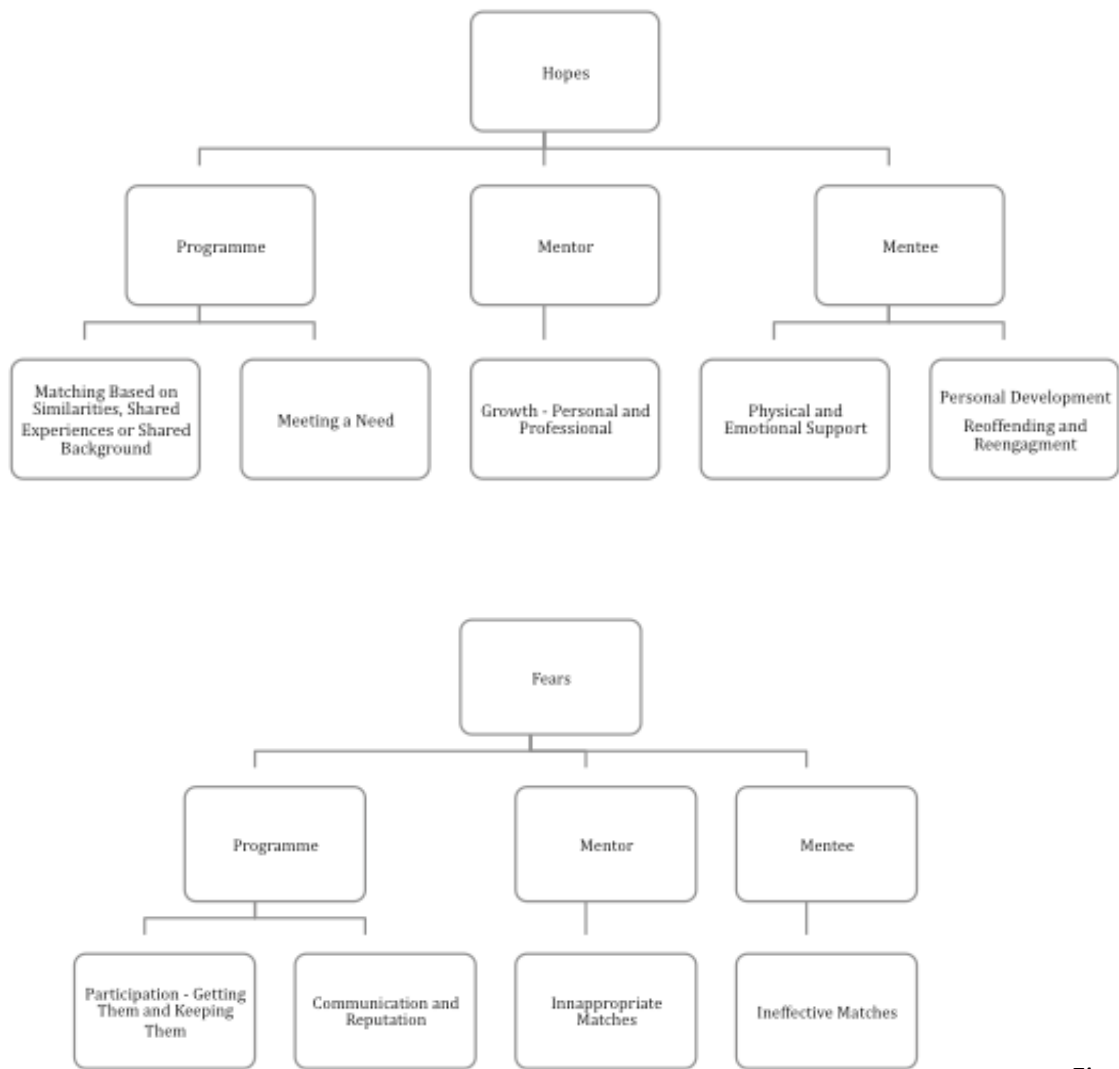 Hopes
Programme
Mentor
Mentee
Matching Based on
Similarities, Shared
Experiences or Shared
Background
Meeting a Need
Growth - Personal and
Professional
Physical and
Emotional Support
Personal Development
Reoffending and
Reengagment
Fears
Programme
Mentor
Mentee
Participation - Getting
Them and Keeping
Them
Communication and
Reputation
Innappropriate
Matches
Ineffective Matches